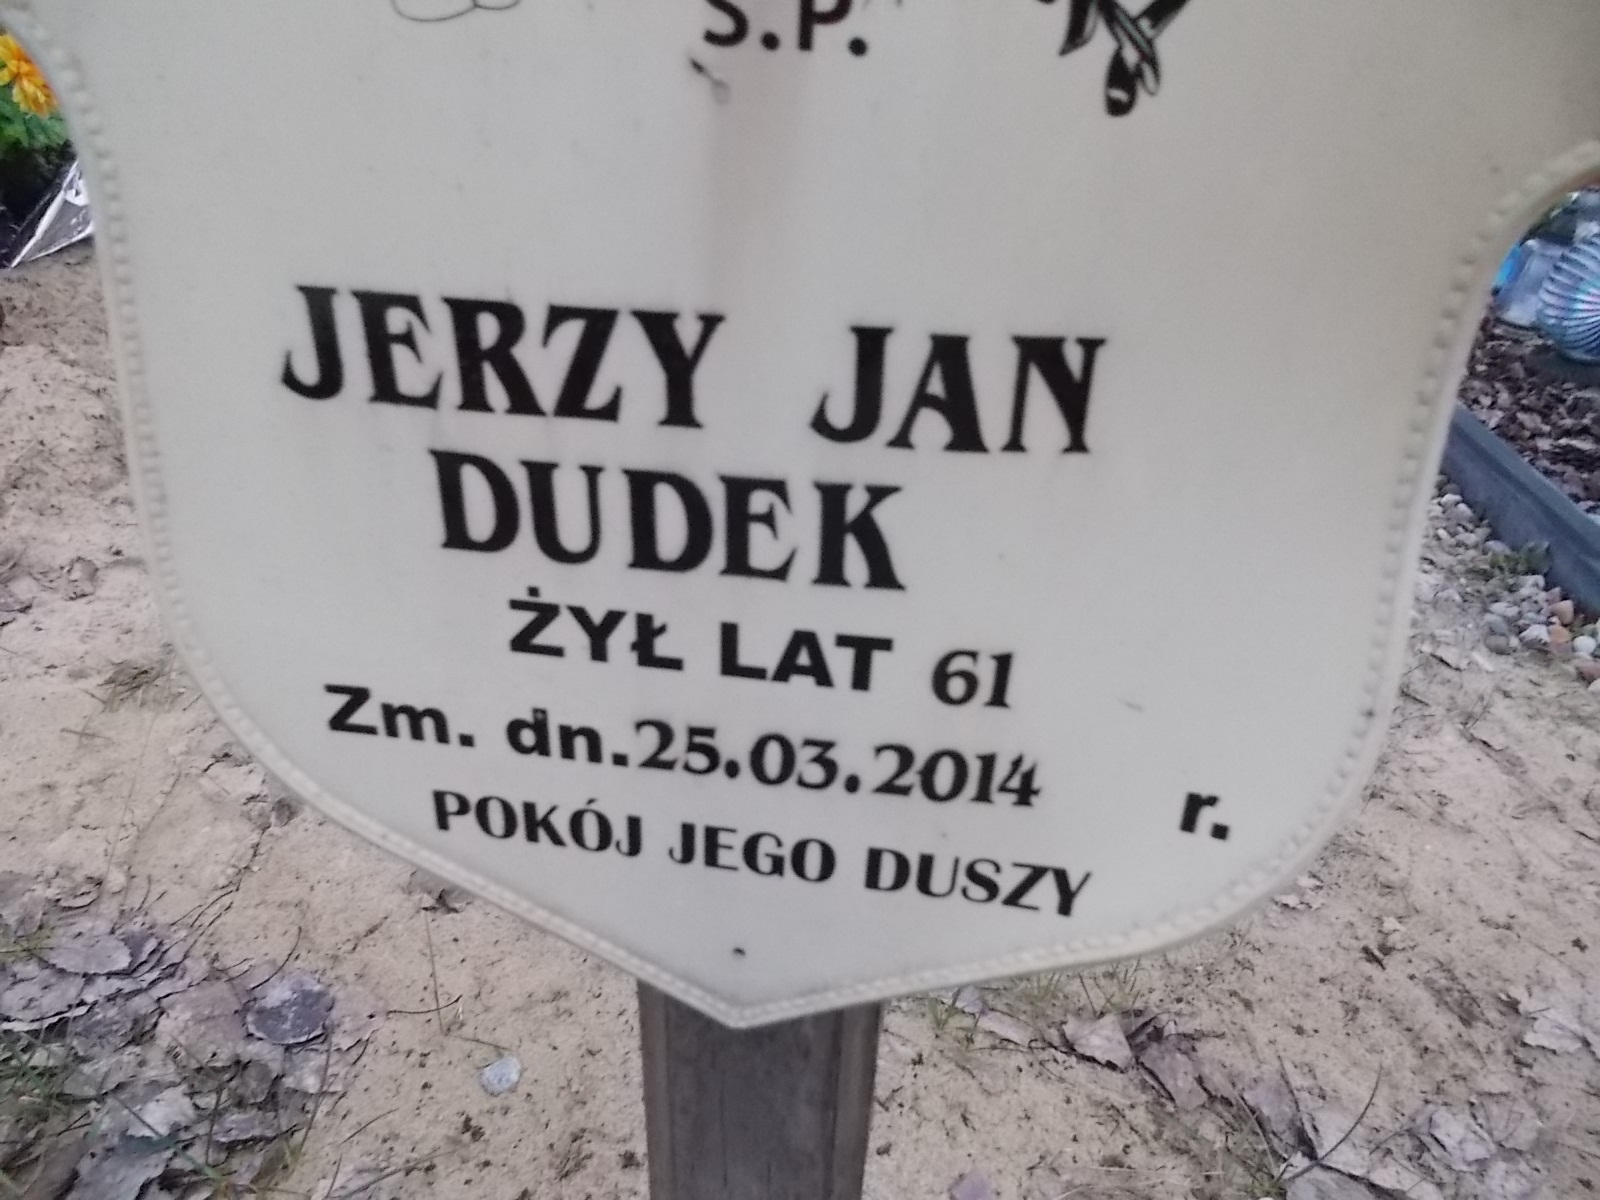 Ś.P.
JERZY JAN
DUDEK
ŻYŁ LAT 61
Zm. dn.25.03.2014 r.
POKÓJ JEGO DUSZY